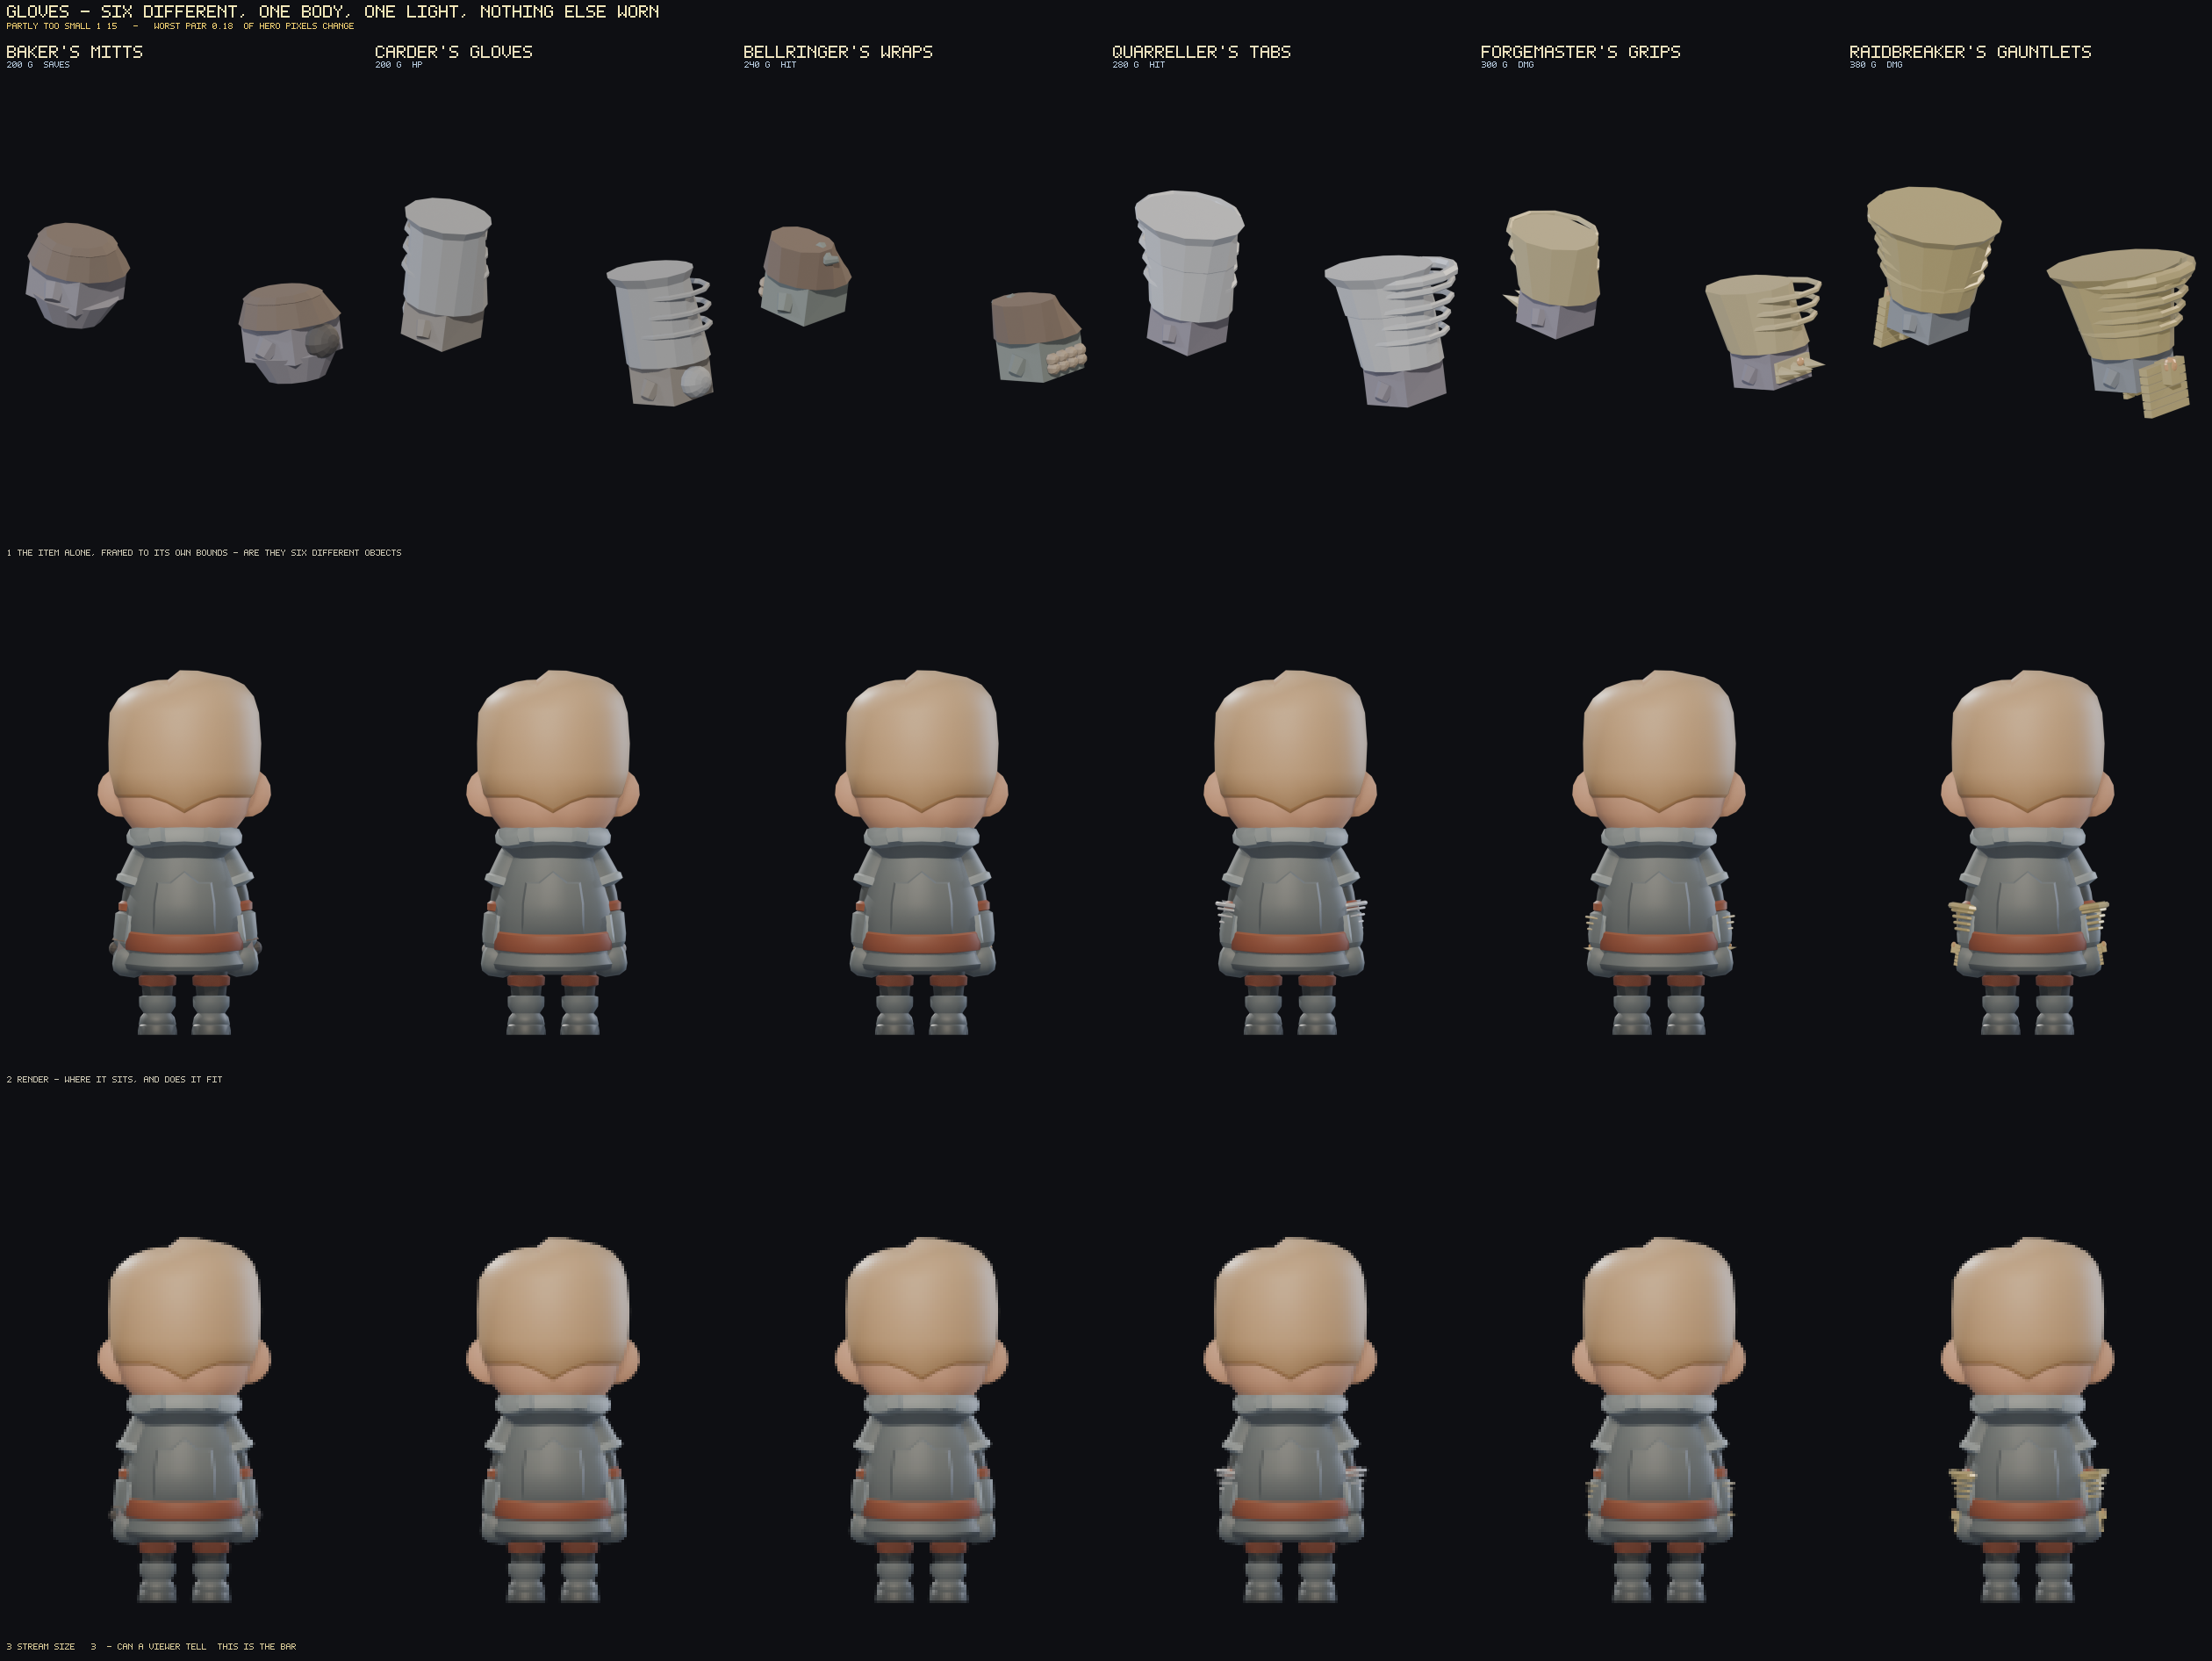 GLOVES - SIX DIFFERENT, ONE BODY, ONE LIGHT, NOTHING ELSE WORN
PARTLY TOO SMALL 1 15 - WORST PAIR 0.18 OF HERO PIXELS CHANGE
BAKER'S MITTS
200 G SAVES
CARDER'S GLOVES
200 G HP
BELLRINGER'S WRAPS
240 G HIT
QUARRELLER'S TABS
280 G HIT
FORGEMASTER'S GRIPS
300 G DMG
RAIDBREAKER'S GAUNTLETS
380 G DMG
1 THE ITEM ALONE, FRAMED TO ITS OWN BOUNDS - ARE THEY SIX DIFFERENT OBJECTS
2 RENDER - WHERE IT SITS, AND DOES IT FIT
3 STREAM SIZE 3 - CAN A VIEWER TELL THIS IS THE BAR